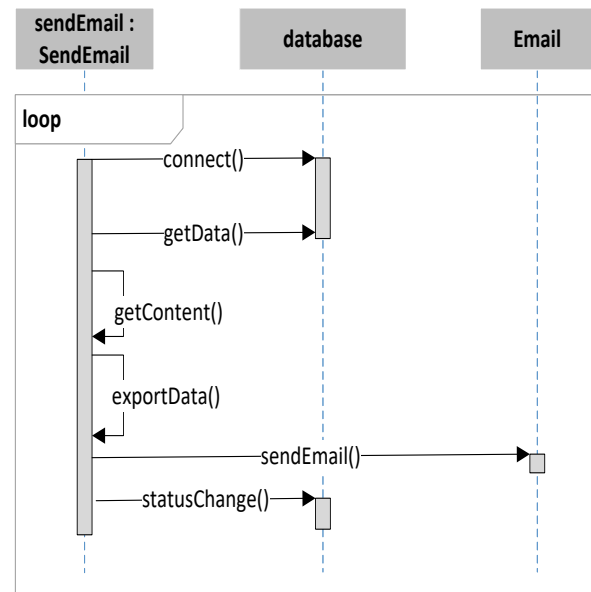 sendEmail :
SendEmail
database
Email
loop
connect()
getData()
getContent()
exportData()
sendEmail()
statusChange()